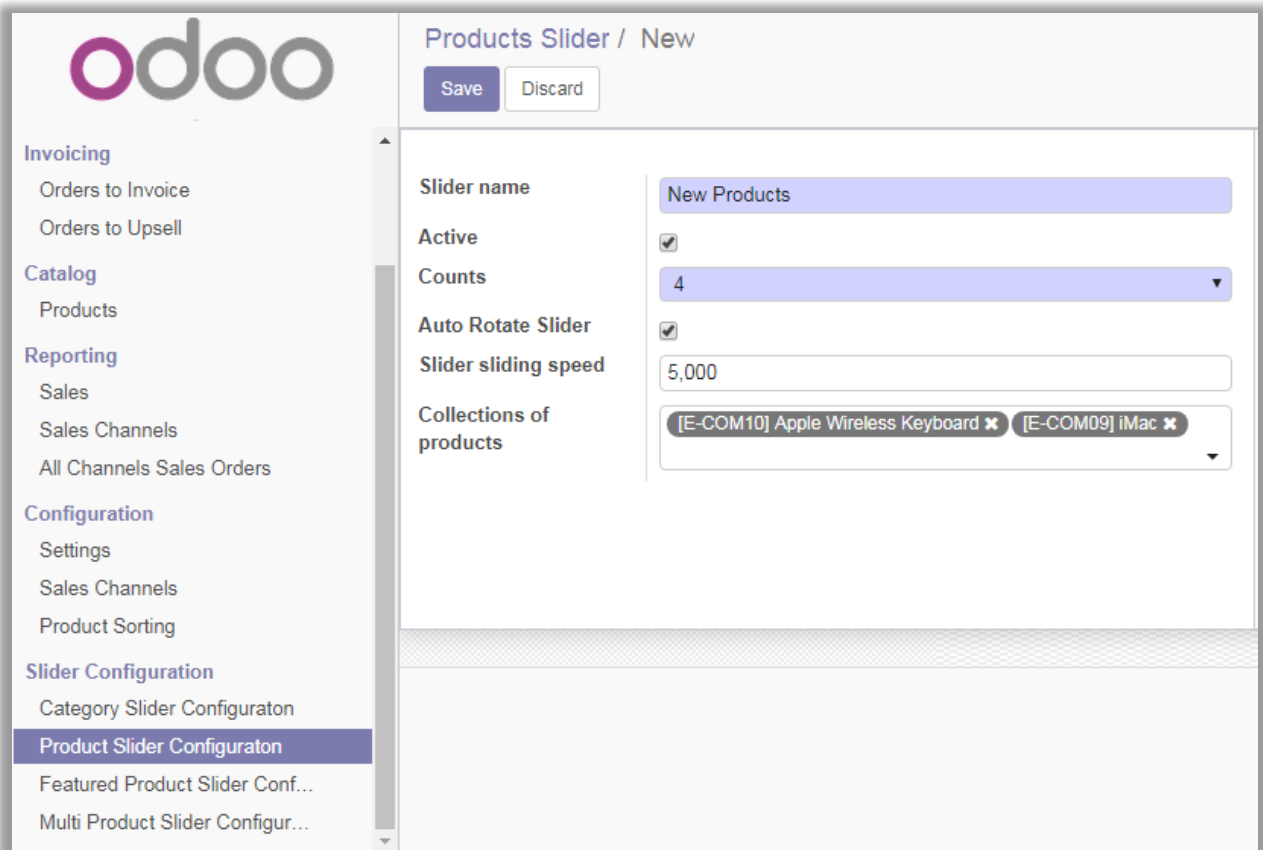 odoo
Invoicing
Orders to Invoice
Orders to Upsell
Catalog
Products
Reporting
Sales
Sales Channels
All Channels Sales Orders
Configuration
Settings
Sales Channels
Product Sorting
Slider Configuration
Category Slider Configuraton
Product Slider Configuraton
Featured Product Slider Conf...
Multi Product Slider Configur...
Products Slider / New
Save Discard
Slider name New Products
Active
Counts 4
Auto Rotate Slider
Slider sliding speed 5,000
Collections of
products
[E-COM10] Apple Wireless Keyboard ✖ [E-COM09] iMac ✖